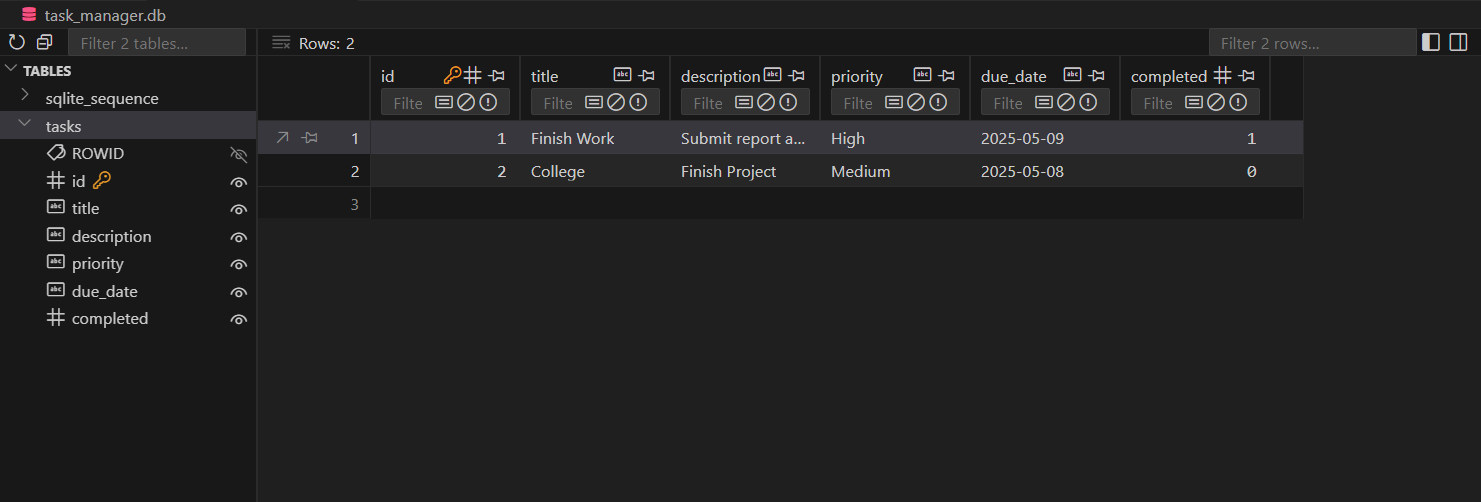 task_manager.db
Filter 2 tables...
Rows: 2
Filter 2 rows...
TABLES
sqlite_sequence
tasks
ROWID
id
title
description
priority
due_date
completed
id title description priority due_date completed
Filte Filte Filte Filte Filte Filte
1 1 Finish Work Submit report a... High 2025-05-09 1
2 2 College Finish Project Medium 2025-05-08 0
3